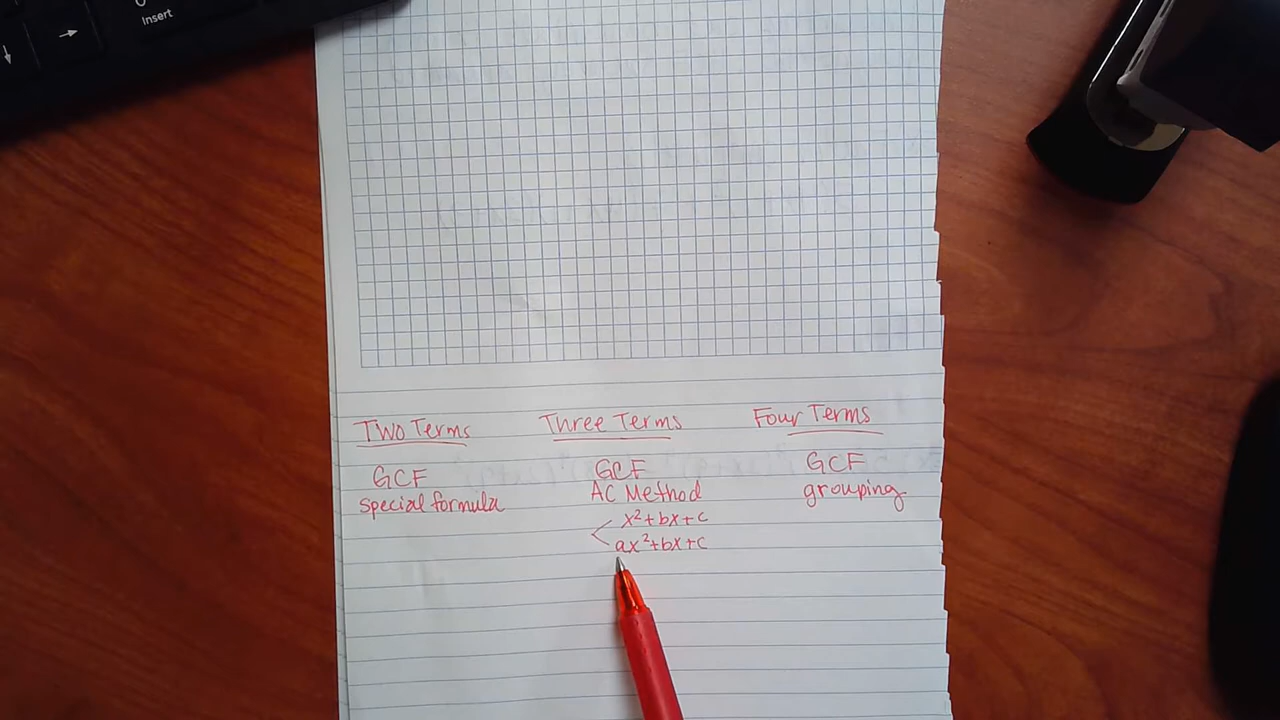 Insert
Two Terms
GCF
special formula
Three Terms
GCF
AC Method
x²+bx+c
ax²+bx+c
Four Terms
GCF
grouping